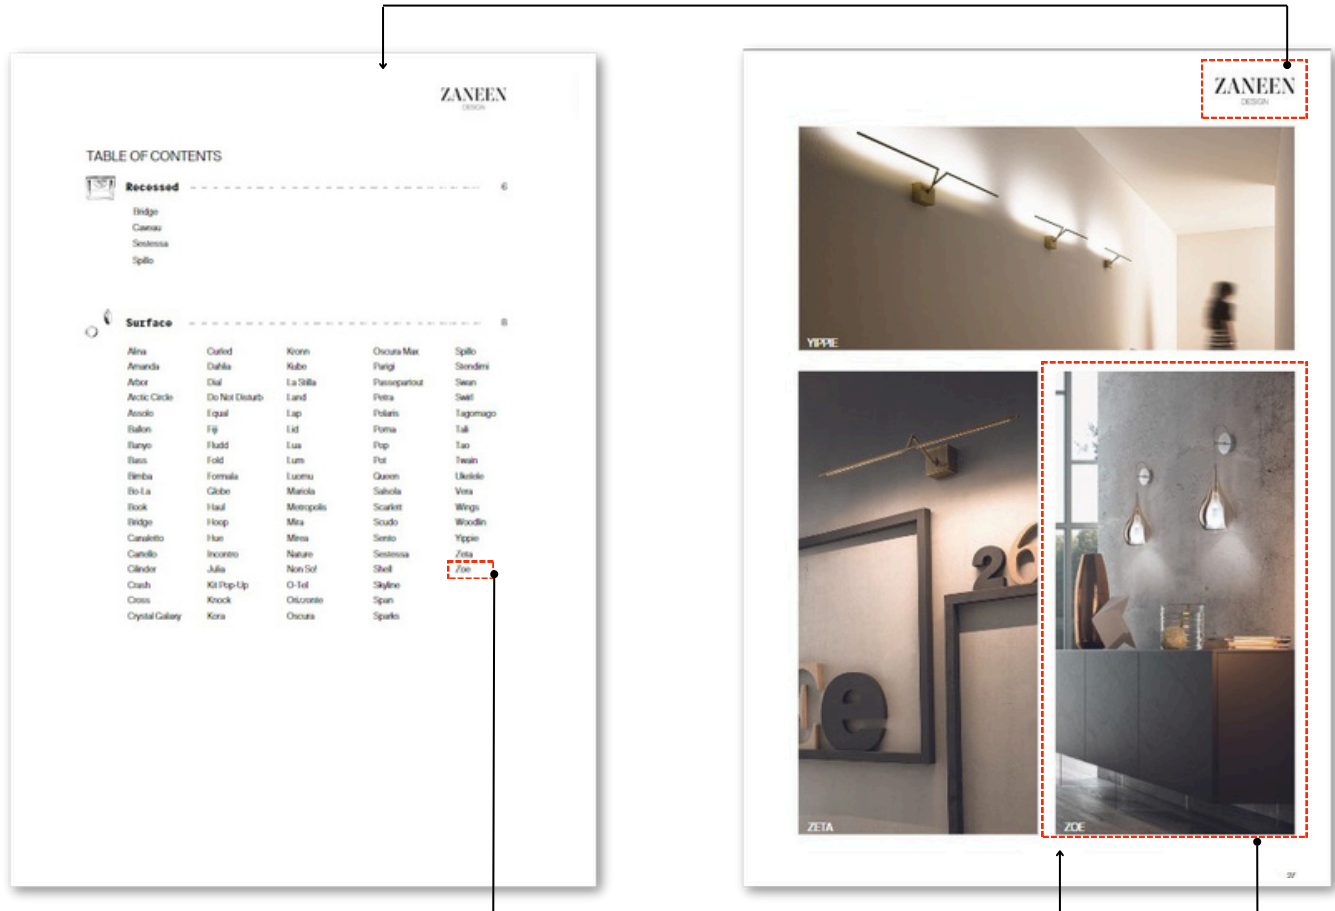 ZANEEN
DESIGN
TABLE OF CONTENTS
Recessed 6
Bridge
Caveau
Sestessa
Spillo
Surface 8
Alma Curled Kronn Oscura Max Spillo
Amanda Dahlia Kubo Parigi Stendimi
Arbor Dial La Stilla Passepartout Swan
Arctic Circle Do Not Disturb Land Petra Swirl
Assolo Equal Lap Polaris Tagomago
Ballon Fiji Lid Poma Tali
Banyo Fludd Lua Pop Tao
Bass Fold Lum Pot Twain
Bimba Formala Luomu Queen Ukelele
Bo-La Globe Mariola Salsola Vera
Book Haul Metropolis Scarlett Wings
Bridge Hoop Mira Scudo Woodlin
Canaletto Hue Mirea Sento Yippie
Cartello Incontro Nature Sestessa Zeta
Cilinder Julia Non So! Shell Zoe
Crash Kit Pop-Up O-Tel Skyline
Cross Knock Orizzonte Span
Crystal Galaxy Kora Oscura Sparks
ZANEEN
DESIGN
YIPPIE
26
re
ZETA
ZOE
27